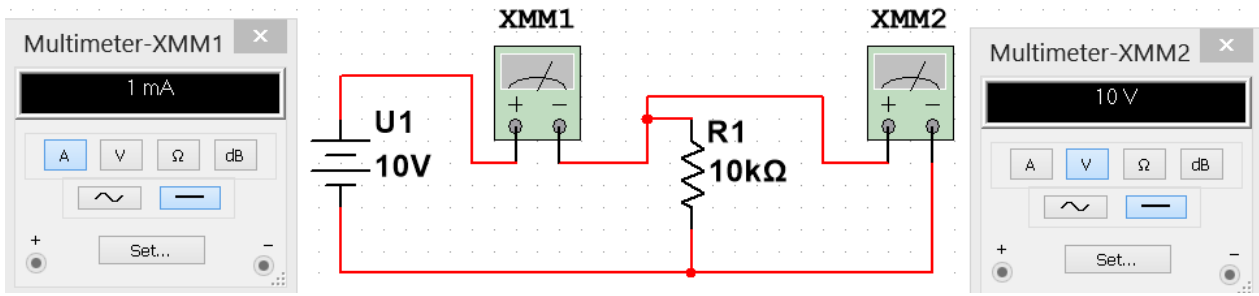 Multimeter-XMM1
×
1 mA
A V Ω dB
+
Set...
−
XMM1
+ −
U1
10V
R1
10kΩ
XMM2
+ −
Multimeter-XMM2
×
10 V
A V Ω dB
+
Set...
−